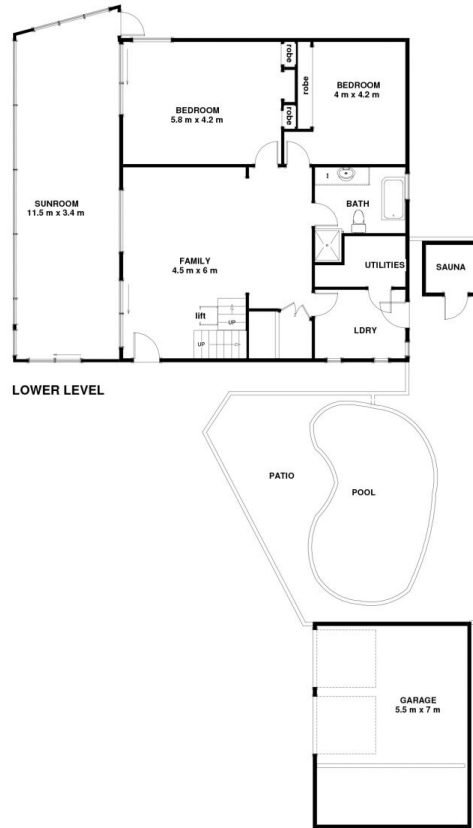 robe
robe
BEDROOM
4 m x 4.2 m
BEDROOM
5.8 m x 4.2 m
robe
SUNROOM
11.5 m x 3.4 m
BATH
FAMILY
4.5 m x 6 m
UTILITIES
SAUNA
lift
UP
UP
LDRY
LOWER LEVEL
PATIO
POOL
GARAGE
5.5 m x 7 m